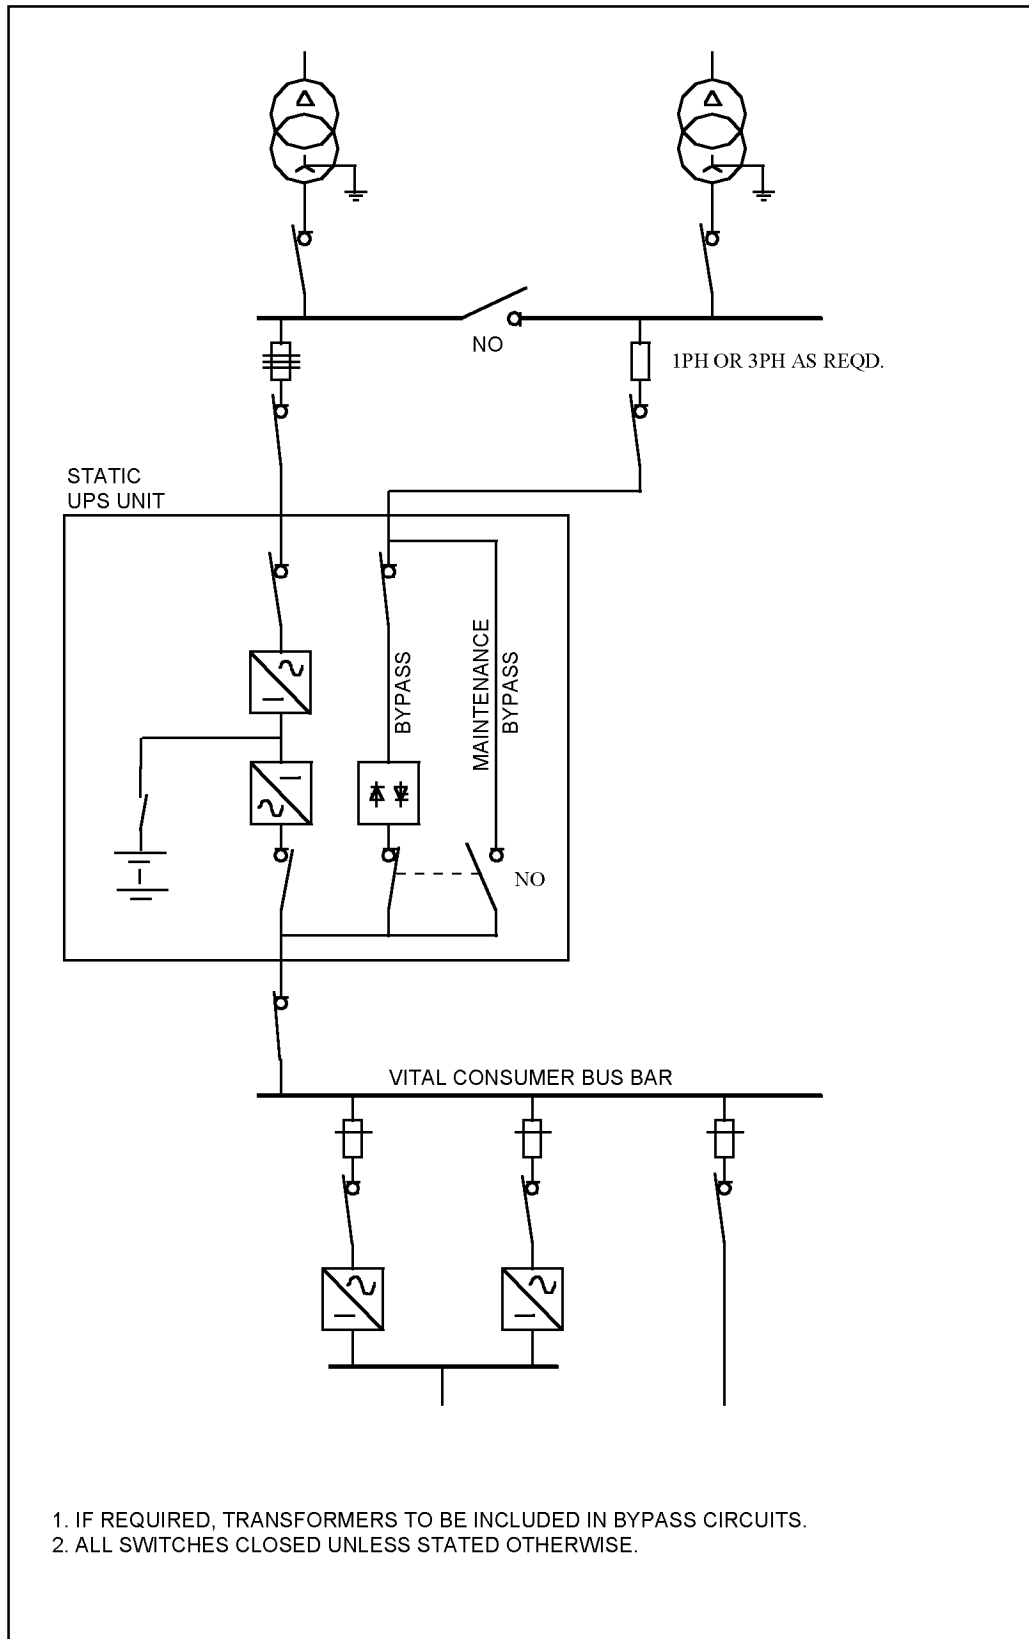 NO
1PH OR 3PH AS REQD.
STATIC
UPS UNIT
BYPASS
MAINTENANCE
BYPASS
NO
VITAL CONSUMER BUS BAR
1. IF REQUIRED, TRANSFORMERS TO BE INCLUDED IN BYPASS CIRCUITS.
2. ALL SWITCHES CLOSED UNLESS STATED OTHERWISE.